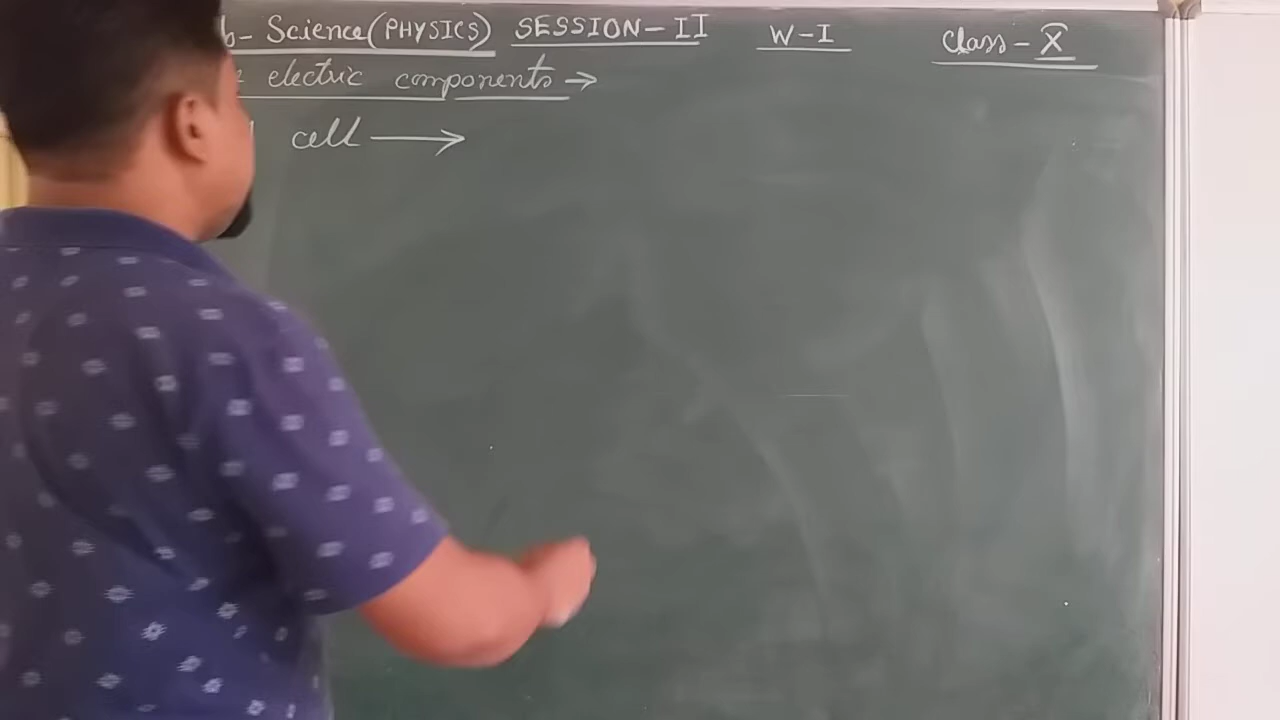 b- Science(PHYSICS) SESSION-II W-I Class-X
electric components →
cell ⟶